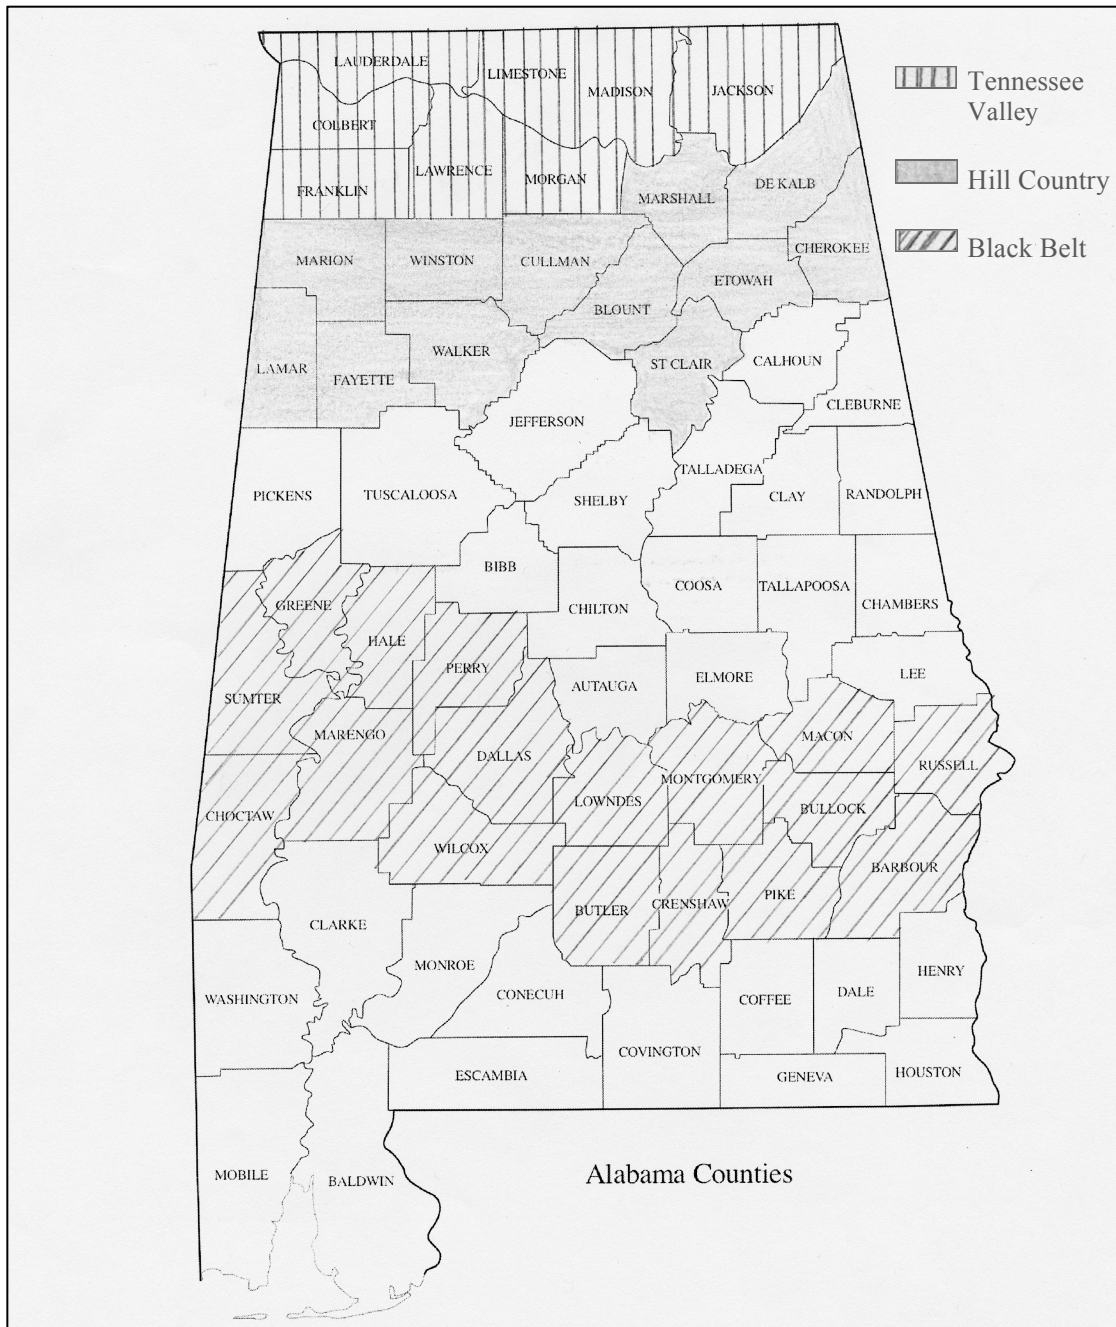 LAUDERDALE
LIMESTONE
MADISON
JACKSON
COLBERT
LAWRENCE
FRANKLIN
MORGAN
MARSHALL
DE KALB
CHEROKEE
MARION
WINSTON
CULLMAN
ETOWAH
BLOUNT
WALKER
ST CLAIR
CALHOUN
LAMAR
FAYETTE
CLEBURNE
JEFFERSON
TALLADEGA
PICKENS
TUSCALOOSA
SHELBY
CLAY
RANDOLPH
BIBB
COOSA
TALLAPOOSA
CHAMBERS
GREENE
CHILTON
HALE
PERRY
AUTAUGA
ELMORE
LEE
SUMTER
MARENGO
DALLAS
MACON
MONTGOMERY
RUSSELL
CHOCTAW
LOWNDES
BULLOCK
WILCOX
BARBOUR
BUTLER
CRENSHAW
PIKE
CLARKE
MONROE
WASHINGTON
CONECUH
COFFEE
DALE
HENRY
COVINGTON
ESCAMBIA
GENEVA
HOUSTON
MOBILE
BALDWIN
Tennessee
Valley
Hill Country
Black Belt
Alabama Counties